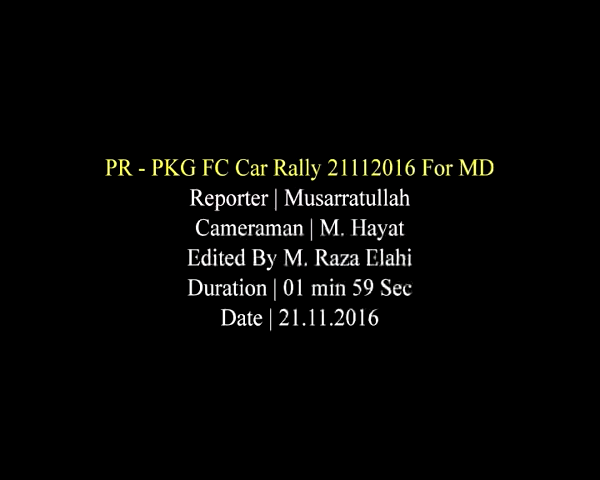 PR - PKG FC Car Rally 21112016 For MD
Reporter | Musarratullah
Cameraman | M. Hayat
Edited By M. Raza Elahi
Duration | 01 min 59 Sec
Date | 21.11.2016